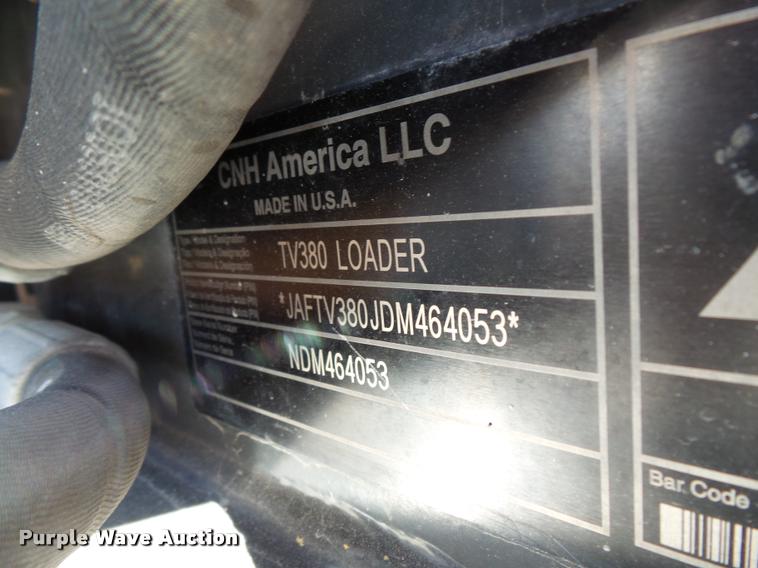 CNH America LLC
MADE IN U.S.A.
TV380 LOADER
*JAFTV380JDM464053*
NDM464053
Bar Code
Purple Wave Auction